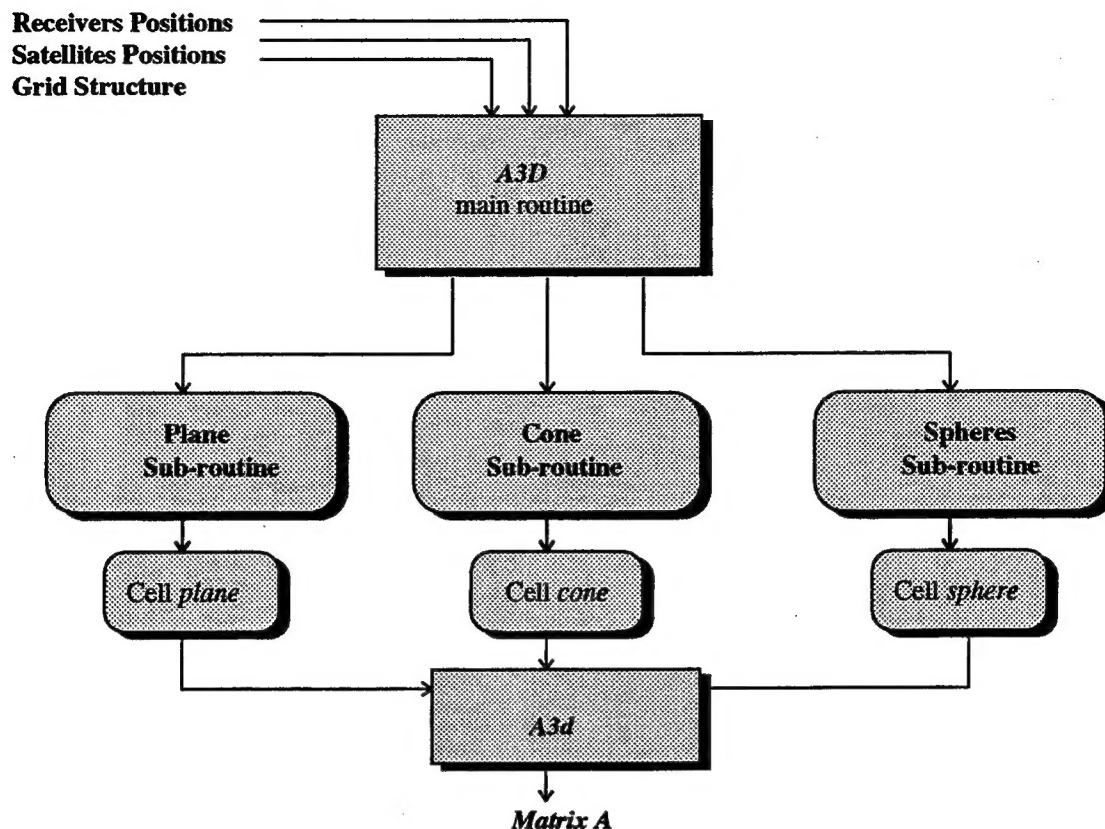 Receivers Positions
Satellites Positions
Grid Structure
A3D
main routine
Plane
Sub-routine
Cone
Sub-routine
Spheres
Sub-routine
Cell plane
Cell cone
Cell sphere
A3d
Matrix A